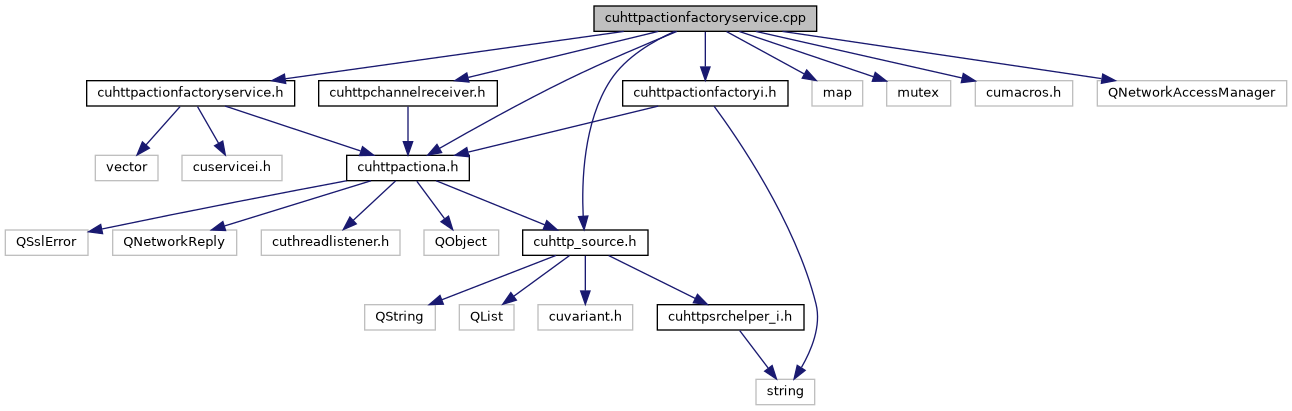 cuhttpactionfactoryservice.cpp
cuhttpactionfactoryservice.h
cuhttpchannelreceiver.h
cuhttpactionfactoryi.h
map
mutex
cumacros.h
QNetworkAccessManager
vector
cuservicei.h
cuhttpactiona.h
QSslError
QNetworkReply
cuthreadlistener.h
QObject
cuhttp_source.h
QString
QList
cuvariant.h
cuhttpsrchelper_i.h
string